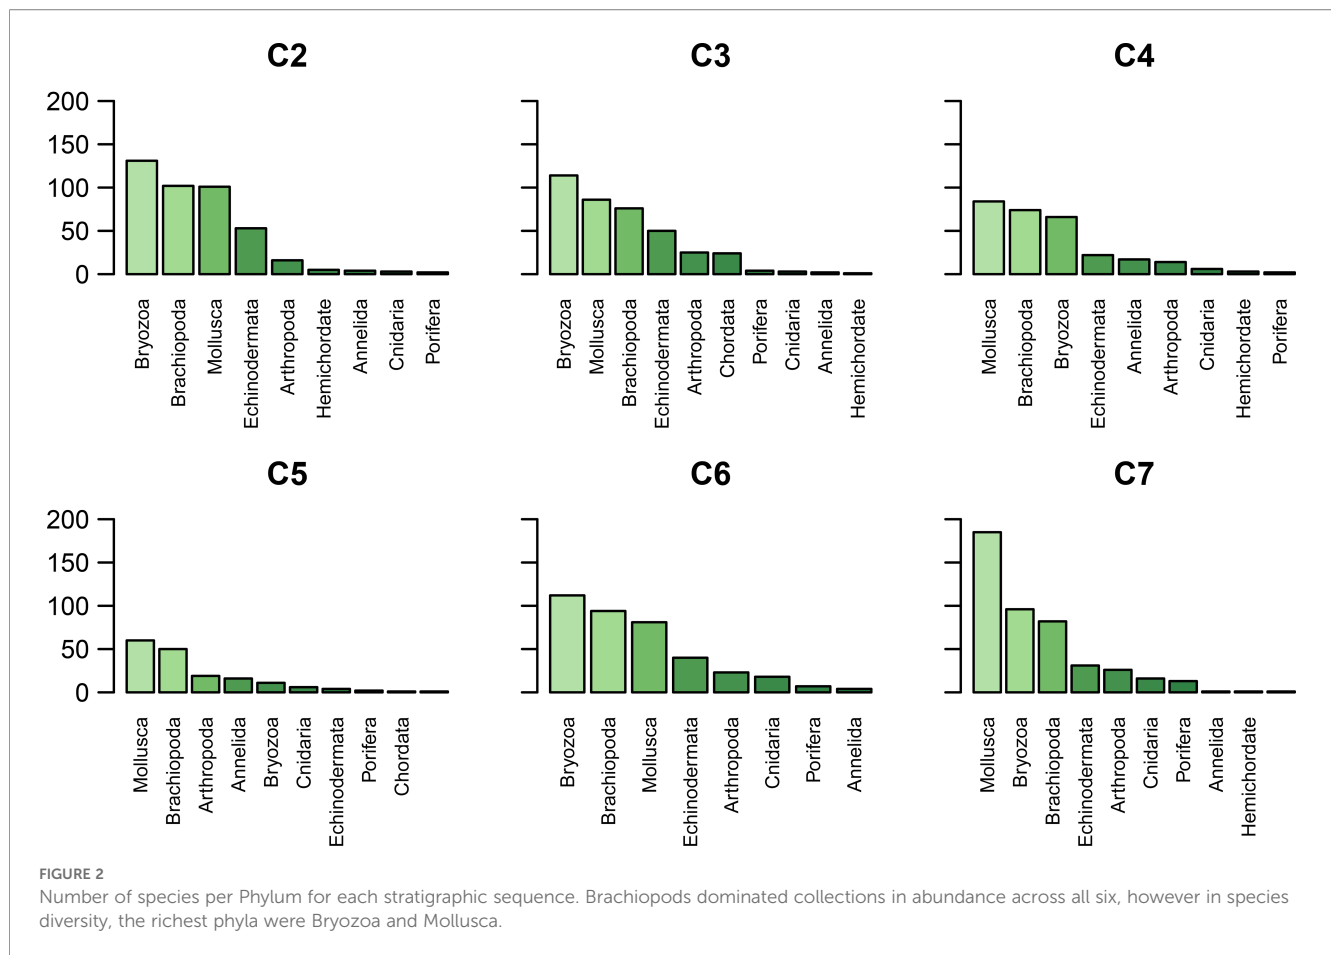 C2
C3
C4
200
150
100
50
0
Bryozoa
Brachiopoda
Mollusca
Echinodermata
Arthropoda
Hemichordate
Annelida
Cnidaria
Porifera
Bryozoa
Mollusca
Brachiopoda
Echinodermata
Arthropoda
Chordata
Porifera
Cnidaria
Annelida
Hemichordate
Mollusca
Brachiopoda
Bryozoa
Echinodermata
Annelida
Arthropoda
Cnidaria
Hemichordate
Porifera
C5
C6
C7
200
150
100
50
0
Mollusca
Brachiopoda
Arthropoda
Annelida
Bryozoa
Cnidaria
Echinodermata
Porifera
Chordata
Bryozoa
Brachiopoda
Mollusca
Echinodermata
Arthropoda
Cnidaria
Porifera
Annelida
Mollusca
Bryozoa
Brachiopoda
Echinodermata
Arthropoda
Cnidaria
Porifera
Annelida
Hemichordate
FIGURE 2
Number of species per Phylum for each stratigraphic sequence. Brachiopods dominated collections in abundance across all six, however in species
diversity, the richest phyla were Bryozoa and Mollusca.